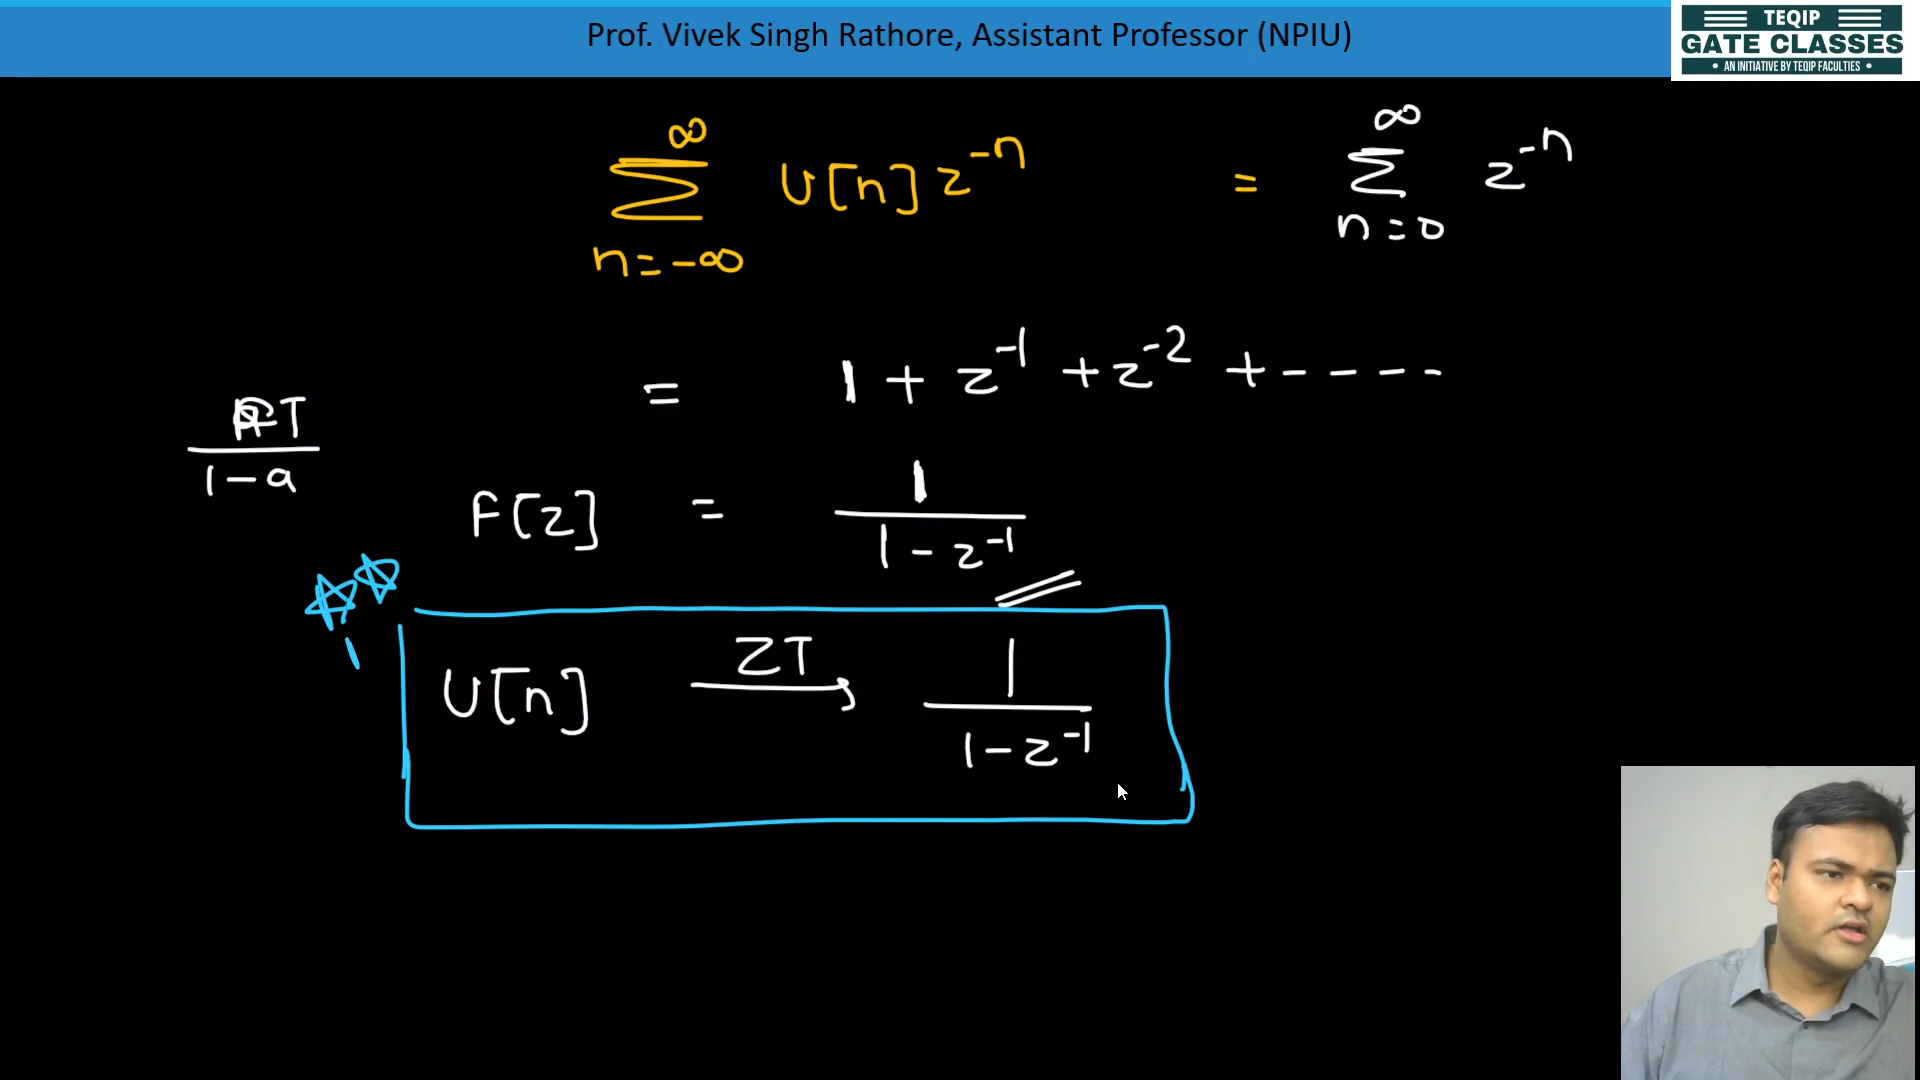 Prof. Vivek Singh Rathore, Assistant Professor (NPIU)
TEQIP
GATE CLASSES
• AN INITIATIVE BY TEQIP FACULTIES •
∞ ∞
Σ U[n] z⁻ⁿ = Σ z⁻ⁿ
n = -∞ n = 0
= 1 + z⁻¹ + z⁻² + - - - -
T
1 - a
F[z] = 1
1 - z⁻¹
U[n] ZT → 1
1 - z⁻¹